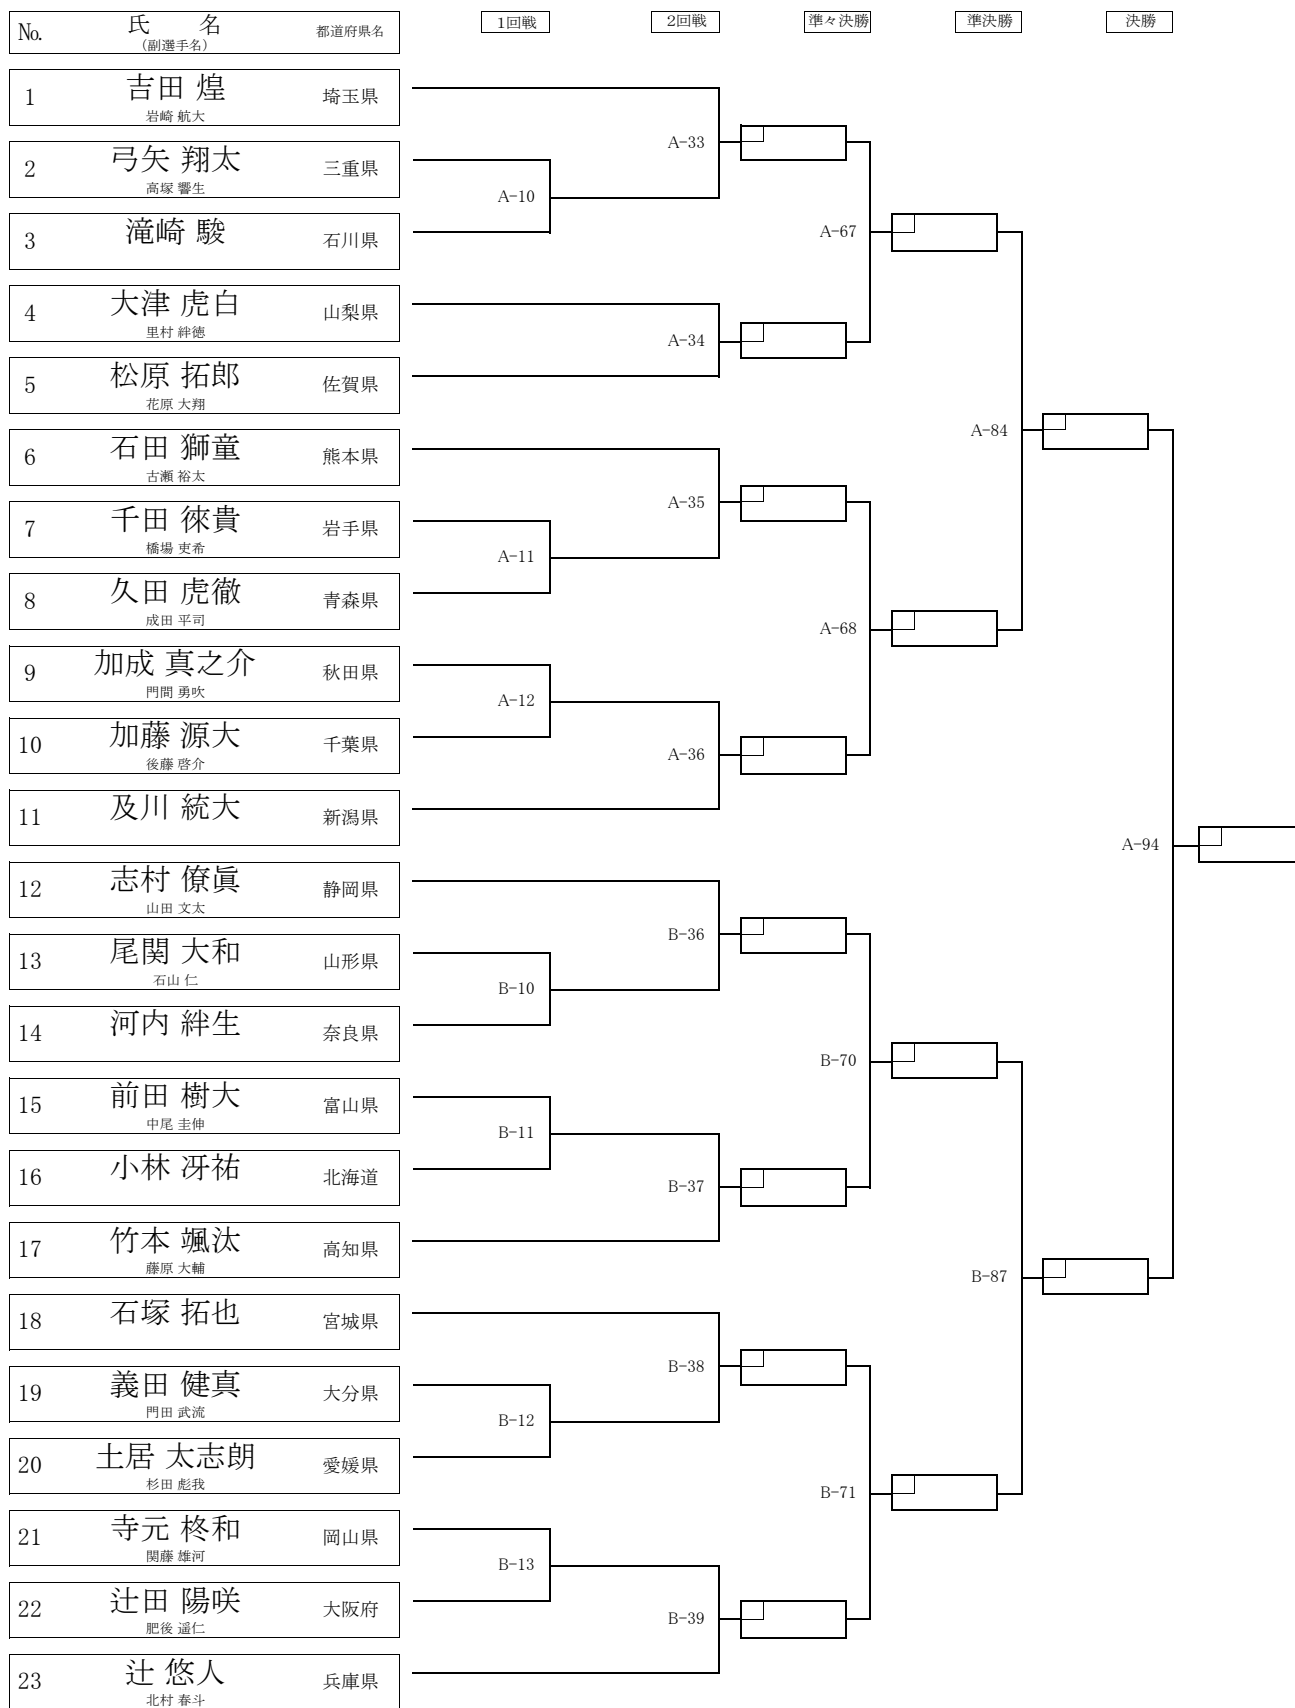 No. 氏 名 都道府県名 1回戦 2回戦 準々決勝 準決勝 決勝
(副選手名)
1 吉田 煌 埼玉県
岩崎 航大
A-33
2 弓矢 翔太 三重県
高塚 響生
A-10
3 滝崎 駿 石川県
A-67
4 大津 虎白 山梨県
里村 絆徳
A-34
5 松原 拓郎 佐賀県
花原 大翔
A-84
6 石田 獅童 熊本県
古瀬 裕太
A-35
7 千田 徠貴 岩手県
橋場 吏希
A-11
8 久田 虎徹 青森県
成田 平司
A-68
9 加成 真之介 秋田県
門間 勇吹
A-12
10 加藤 源大 千葉県
後藤 啓介
A-36
11 及川 統大 新潟県
A-94
12 志村 僚眞 静岡県
山田 文太
B-36
13 尾関 大和 山形県
石山 仁
B-10
14 河内 絆生 奈良県
B-70
15 前田 樹大 富山県
中尾 圭伸
B-11
16 小林 冴祐 北海道
B-37
17 竹本 颯汰 高知県
藤原 大輔
B-87
18 石塚 拓也 宮城県
B-38
19 義田 健真 大分県
門田 武流
B-12
20 土居 太志朗 愛媛県
杉田 彪我
B-71
21 寺元 柊和 岡山県
関藤 雄河
B-13
22 辻田 陽咲 大阪府
肥後 遥仁
B-39
23 辻 悠人 兵庫県
北村 春斗